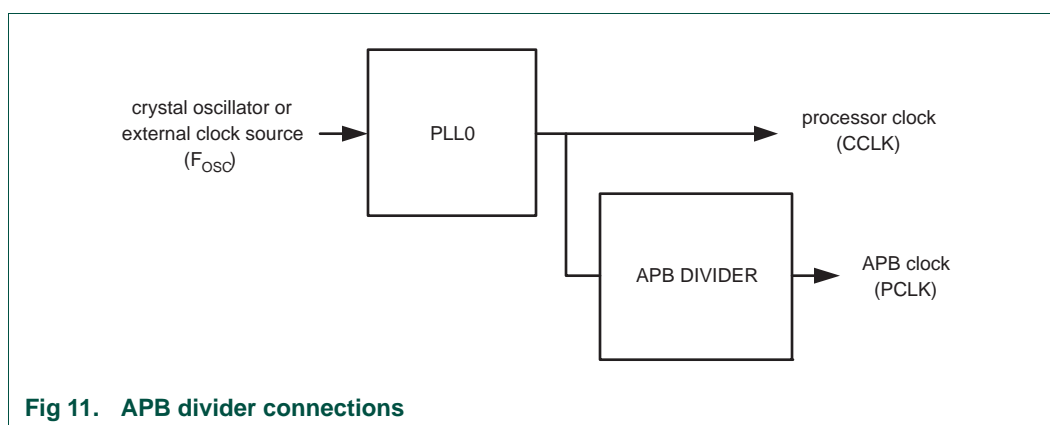 crystal oscillator or
external clock source
(FOSC)
PLL0
processor clock
(CCLK)
APB DIVIDER
APB clock
(PCLK)
Fig 11. APB divider connections